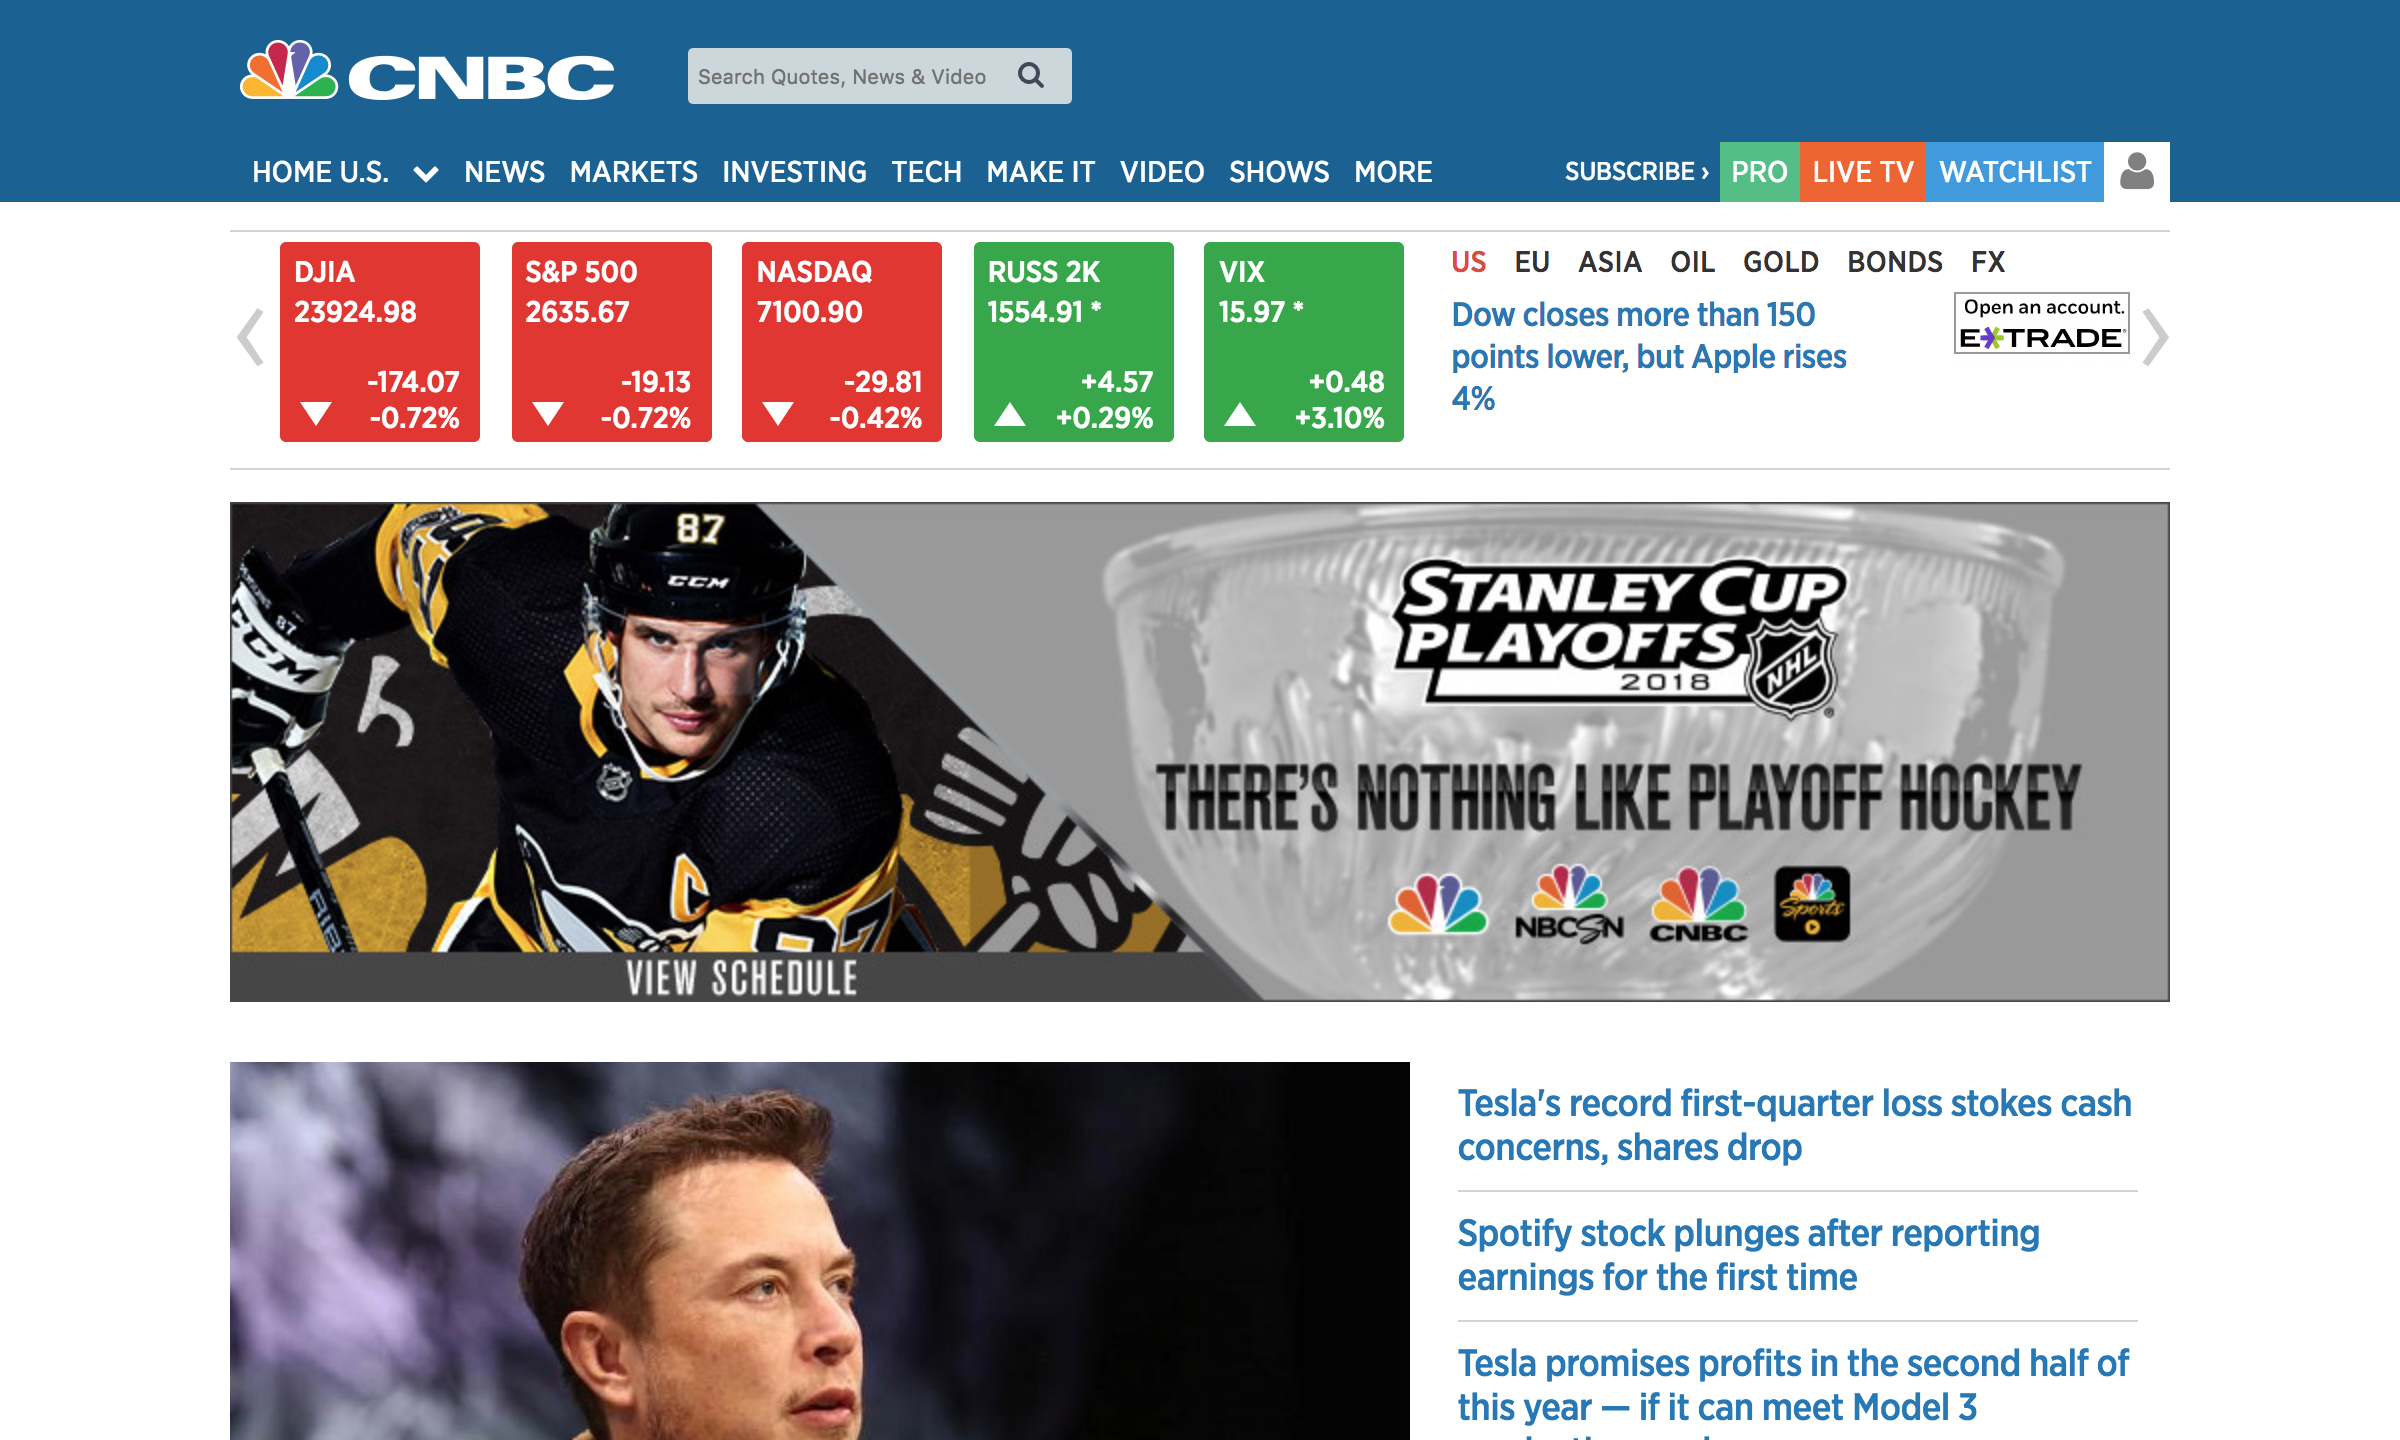 CNBC
Search Quotes, News & Video
HOME U.S. NEWS MARKETS INVESTING TECH MAKE IT VIDEO SHOWS MORE
SUBSCRIBE › PRO LIVE TV WATCHLIST
DJIA
23924.98
-174.07
-0.72%
S&P 500
2635.67
-19.13
-0.72%
NASDAQ
7100.90
-29.81
-0.42%
RUSS 2K
1554.91 *
+4.57
+0.29%
VIX
15.97 *
+0.48
+3.10%
US EU ASIA OIL GOLD BONDS FX
Dow closes more than 150
points lower, but Apple rises
4%
Open an account.
E*TRADE
87
CCM
87
CCM
C
87
STANLEY CUP
PLAYOFFS
2018
NHL
THERE'S NOTHING LIKE PLAYOFF HOCKEY
NBCSN
CNBC
Sports
VIEW SCHEDULE
Tesla's record first-quarter loss stokes cash
concerns, shares drop
Spotify stock plunges after reporting
earnings for the first time
Tesla promises profits in the second half of
this year — if it can meet Model 3